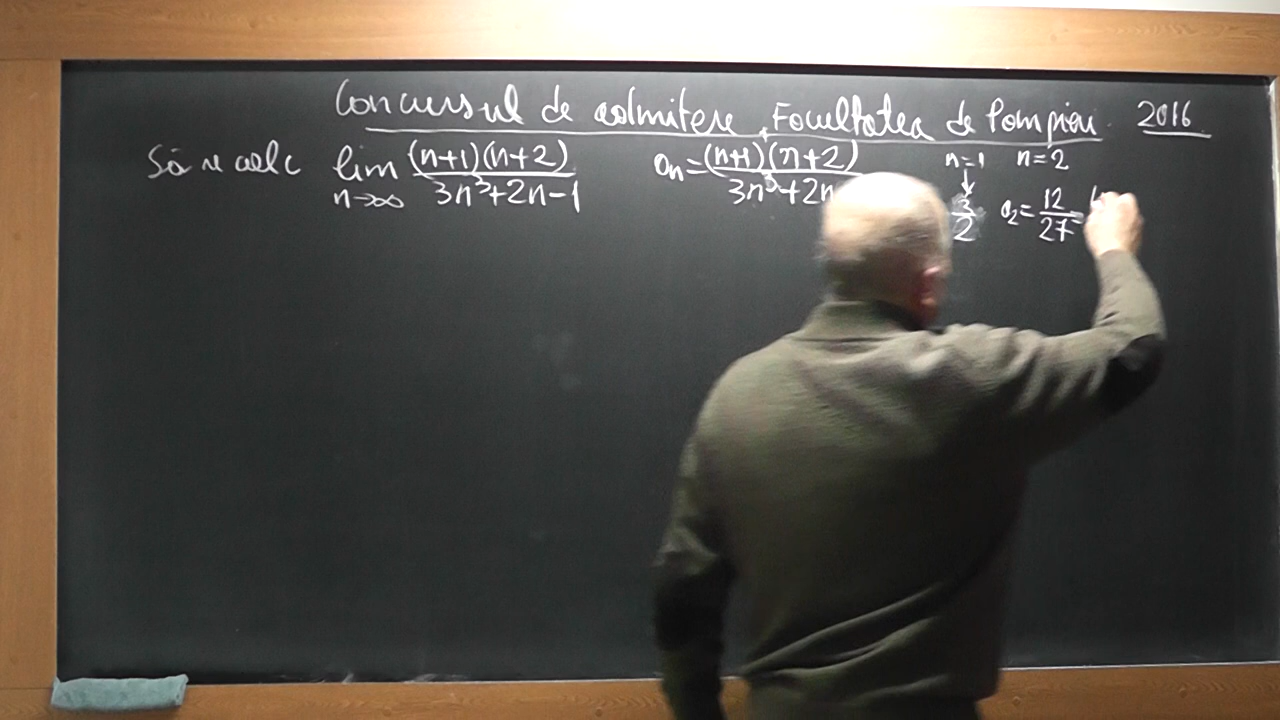 Concursul de admitere, Facultatea de Pompieri 2016
Să se calc lim (n+1)(n+2) / 3n³+2n-1 n→∞ an = (n+1)(n+2) / 3n³+2n n=1 n=2
3/2 a₂ = 12/27 =